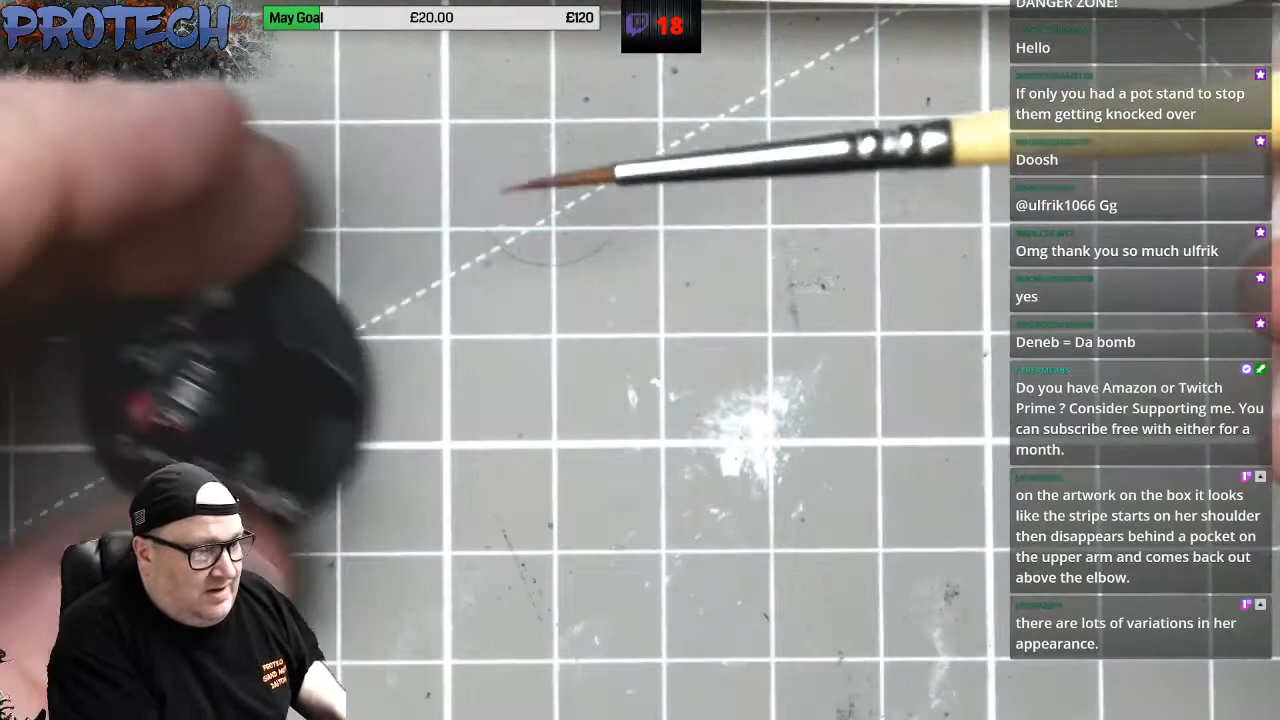 PROTECH
May Goal £20.00 £120
18
DANGER ZONE!
Hello
If only you had a pot stand to stop
them getting knocked over
Doosh
@ulfrik1066 Gg
Omg thank you so much ulfrik
yes
Deneb = Da bomb
STREAMLABS
Do you have Amazon or Twitch
Prime ? Consider Supporting me. You
can subscribe free with either for a
month.
on the artwork on the box it looks
like the stripe starts on her shoulder
then disappears behind a pocket on
the upper arm and comes back out
above the elbow.
there are lots of variations in her
appearance.
PROTECH